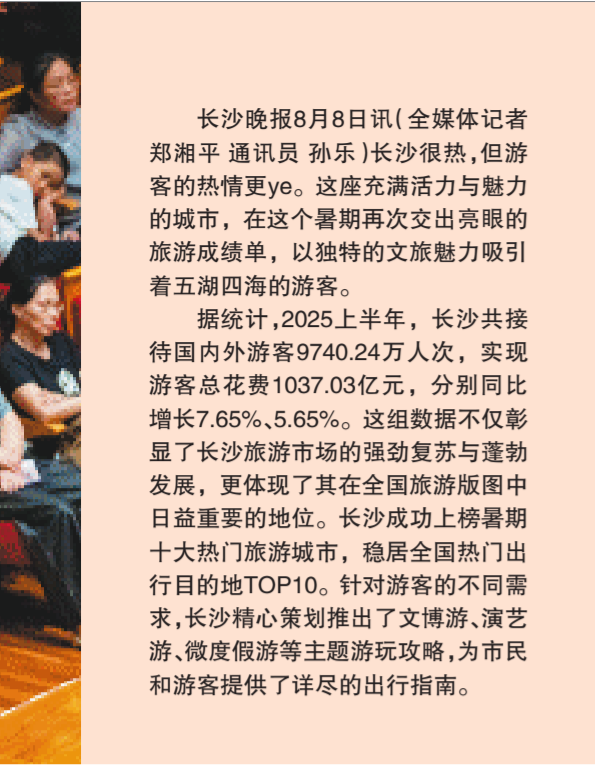 长沙晚报8月8日讯(全媒体记者
郑湘平 通讯员 孙乐)长沙很热,但游
客的热情更ye。这座充满活力与魅力
的城市，在这个暑期再次交出亮眼的
旅游成绩单，以独特的文旅魅力吸引
着五湖四海的游客。
据统计,2025上半年，长沙共接
待国内外游客9740.24万人次，实现
游客总花费1037.03亿元，分别同比
增长7.65%、5.65%。这组数据不仅彰
显了长沙旅游市场的强劲复苏与蓬勃
发展，更体现了其在全国旅游版图中
日益重要的地位。长沙成功上榜暑期
十大热门旅游城市，稳居全国热门出
行目的地TOP10。针对游客的不同需
求,长沙精心策划推出了文博游、演艺
游、微度假游等主题游玩攻略,为市民
和游客提供了详尽的出行指南。